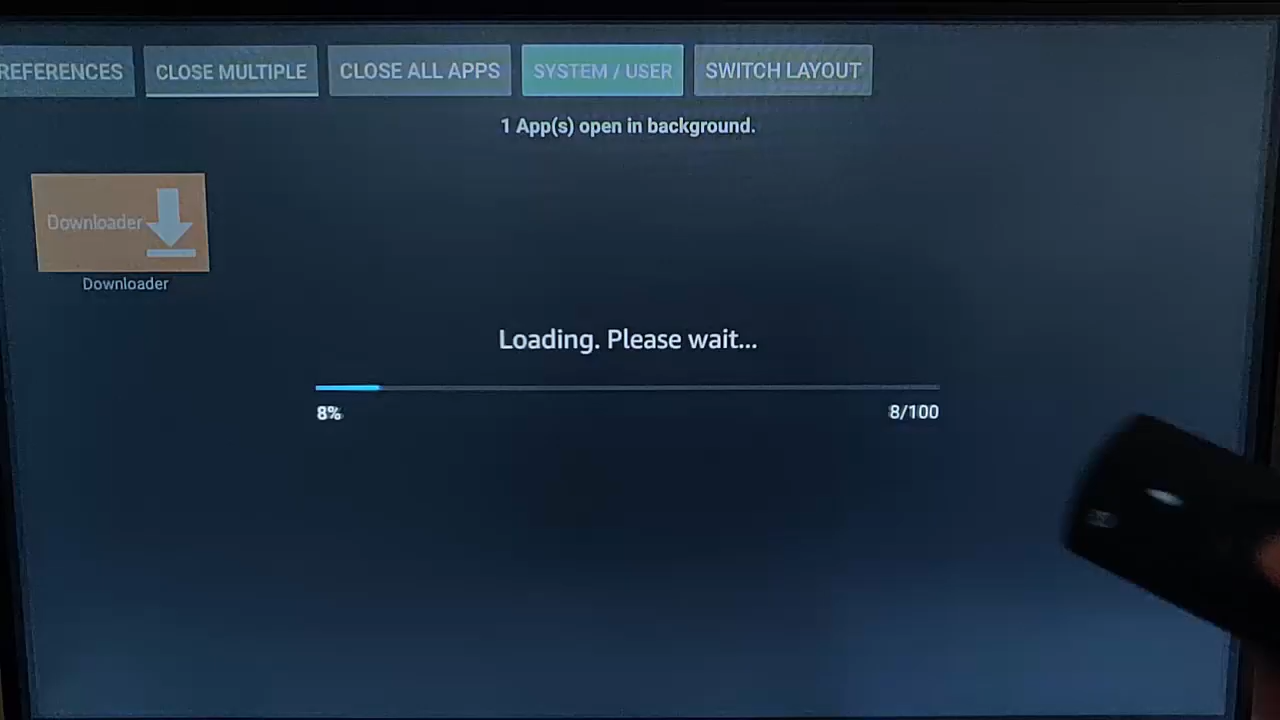 REFERENCES
CLOSE MULTIPLE
CLOSE ALL APPS
SYSTEM / USER
SWITCH LAYOUT
1 App(s) open in background.
Downloader
Downloader
Loading. Please wait...
8%
8/100